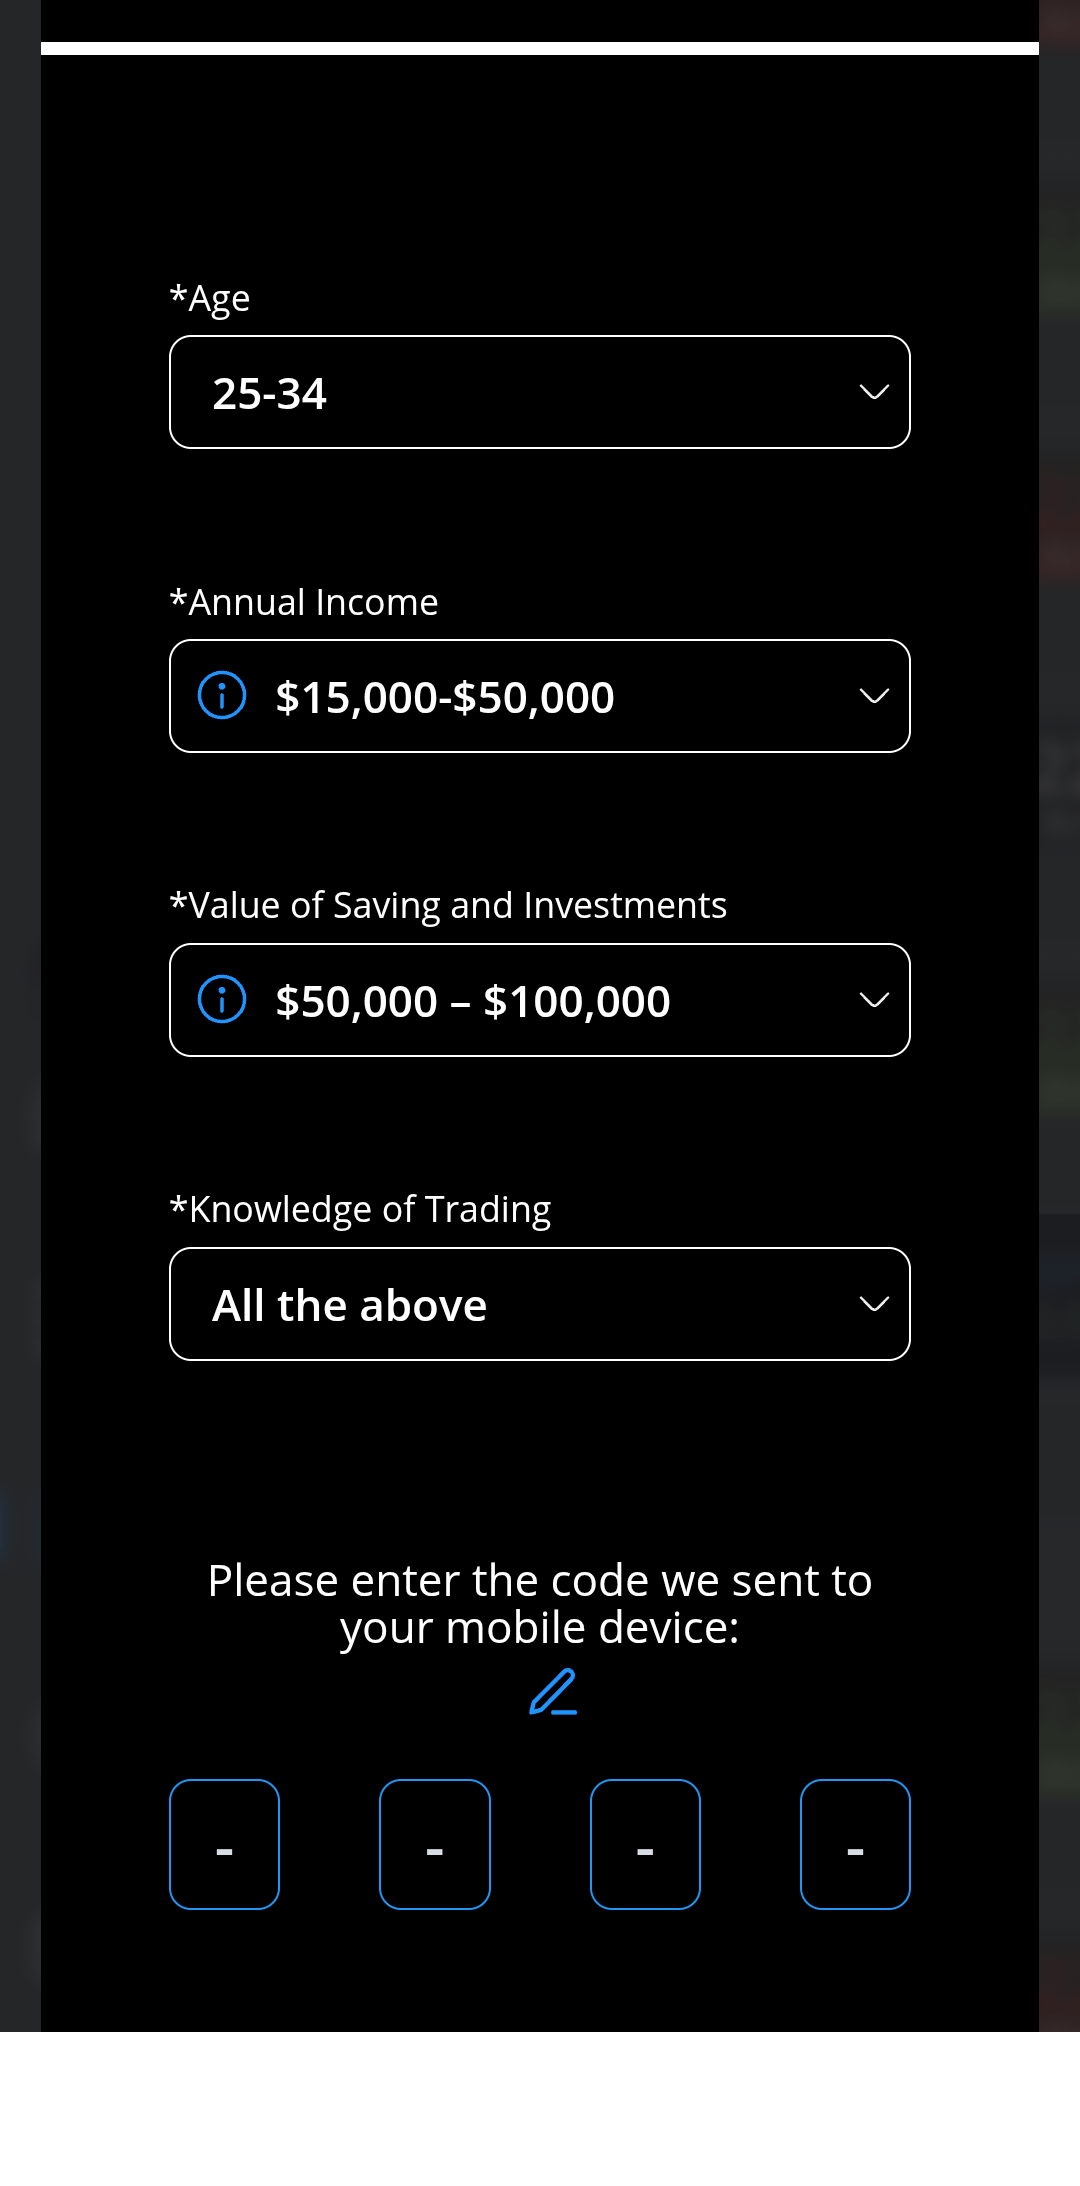 *Age
25-34
*Annual Income
$15,000-$50,000
*Value of Saving and Investments
$50,000 – $100,000
*Knowledge of Trading
All the above
Please enter the code we sent to
your mobile device:
- - - -